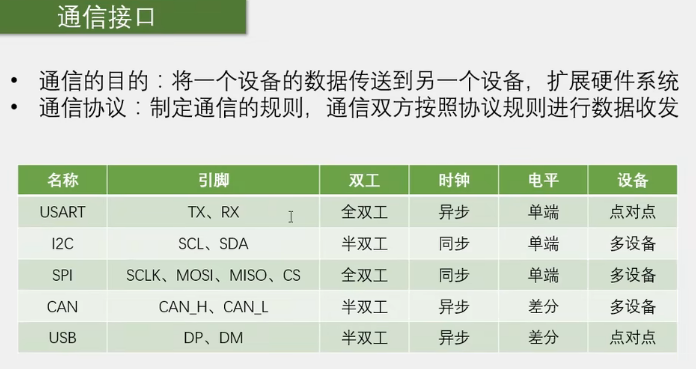 通信接口
• 通信的目的：将一个设备的数据传送到另一个设备，扩展硬件系统
• 通信协议：制定通信的规则，通信双方按照协议规则进行数据收发
名称 引脚 双工 时钟 电平 设备
USART TX、RX 全双工 异步 单端 点对点
I2C SCL、SDA 半双工 同步 单端 多设备
SPI SCLK、MOSI、MISO、CS 全双工 同步 单端 多设备
CAN CAN_H、CAN_L 半双工 异步 差分 多设备
USB DP、DM 半双工 异步 差分 点对点